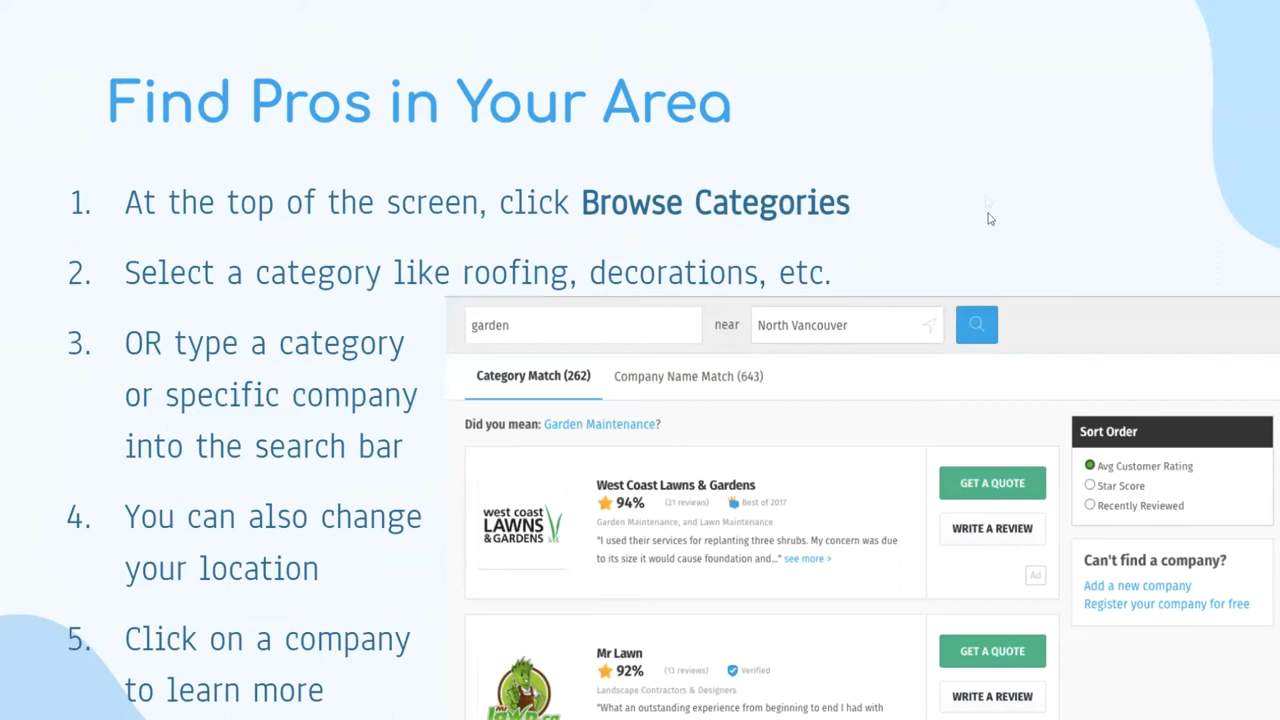 Find Pros in Your Area
1. At the top of the screen, click Browse Categories
2. Select a category like roofing, decorations, etc.
3. OR type a category
or specific company
into the search bar
4. You can also change
your location
5. Click on a company
to learn more
garden near North Vancouver
Category Match (262) Company Name Match (643)
Did you mean: Garden Maintenance?
west coast
LAWNS
& GARDENS
West Coast Lawns & Gardens
94% (21 reviews) Best of 2017
Garden Maintenance, and Lawn Maintenance
"I used their services for replanting three shrubs. My concern was due
to its size it would cause foundation and..." see more >
GET A QUOTE
WRITE A REVIEW
Ad
Mr Lawn
92% (13 reviews) Verified
Landscape Contractors & Designers
"What an outstanding experience from beginning to end I had with
GET A QUOTE
WRITE A REVIEW
Sort Order
Avg Customer Rating
Star Score
Recently Reviewed
Can't find a company?
Add a new company
Register your company for free